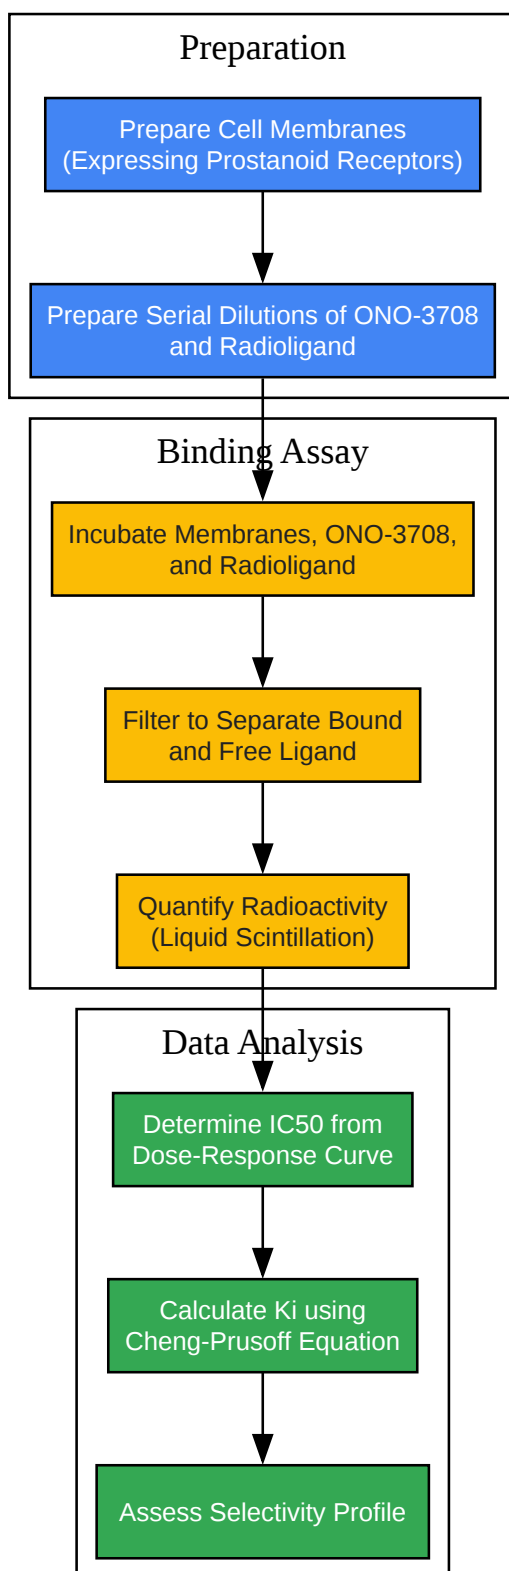 Preparation
Prepare Cell Membranes
(Expressing Prostanoid Receptors)
Prepare Serial Dilutions of ONO-3708
and Radioligand
Binding Assay
Incubate Membranes, ONO-3708,
and Radioligand
Filter to Separate Bound
and Free Ligand
Quantify Radioactivity
(Liquid Scintillation)
Data Analysis
Determine IC50 from
Dose-Response Curve
Calculate Ki using
Cheng-Prusoff Equation
Assess Selectivity Profile